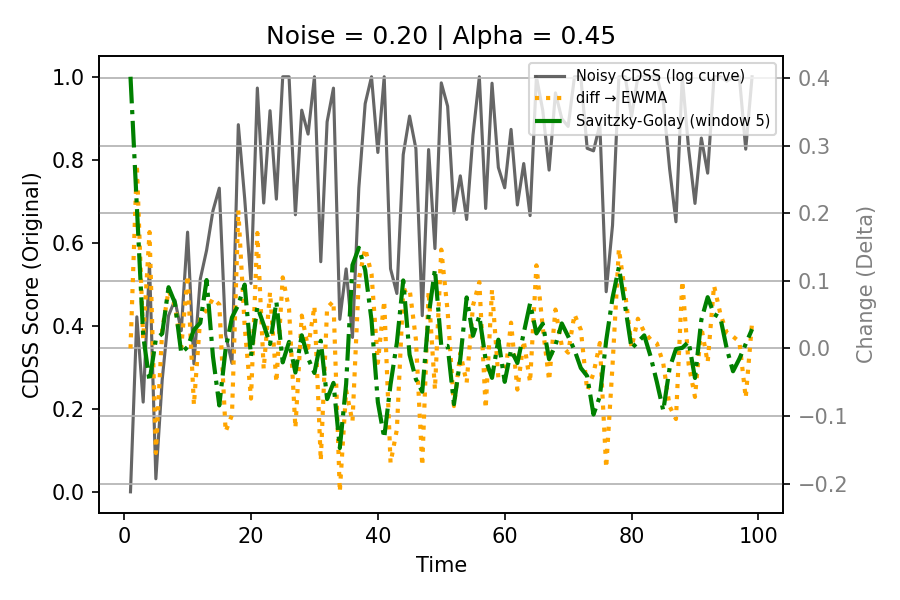 Noise = 0.20 | Alpha = 0.45
Noisy CDSS (log curve)
diff → EWMA
Savitzky-Golay (window 5)
CDSS Score (Original)
1.0
0.8
0.6
0.4
0.2
0.0
0.4
0.3
0.2
0.1
0.0
−0.1
−0.2
Change (Delta)
0 20 40 60 80 100
Time